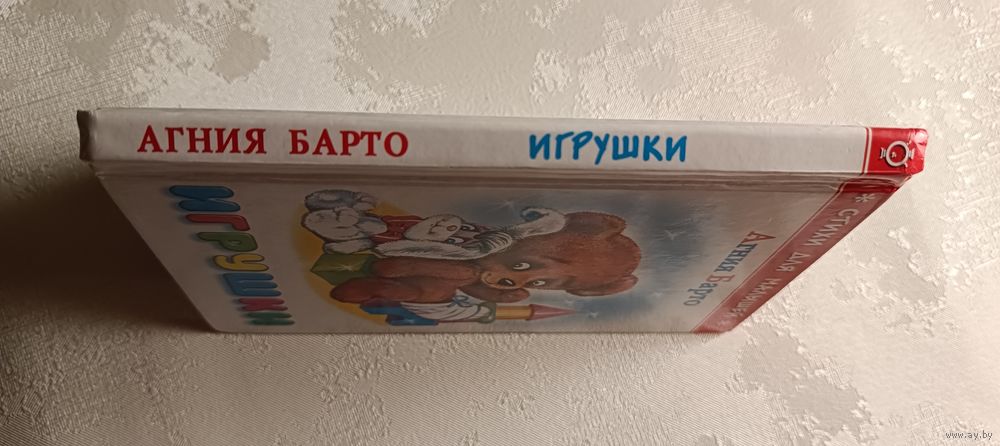 АГНИЯ БАРТО
ИГРУШКИ
СТИХИ ДЛЯ МАЛЫШЕЙ
Агния Барто
ИГРУШКИ
www.ay.by